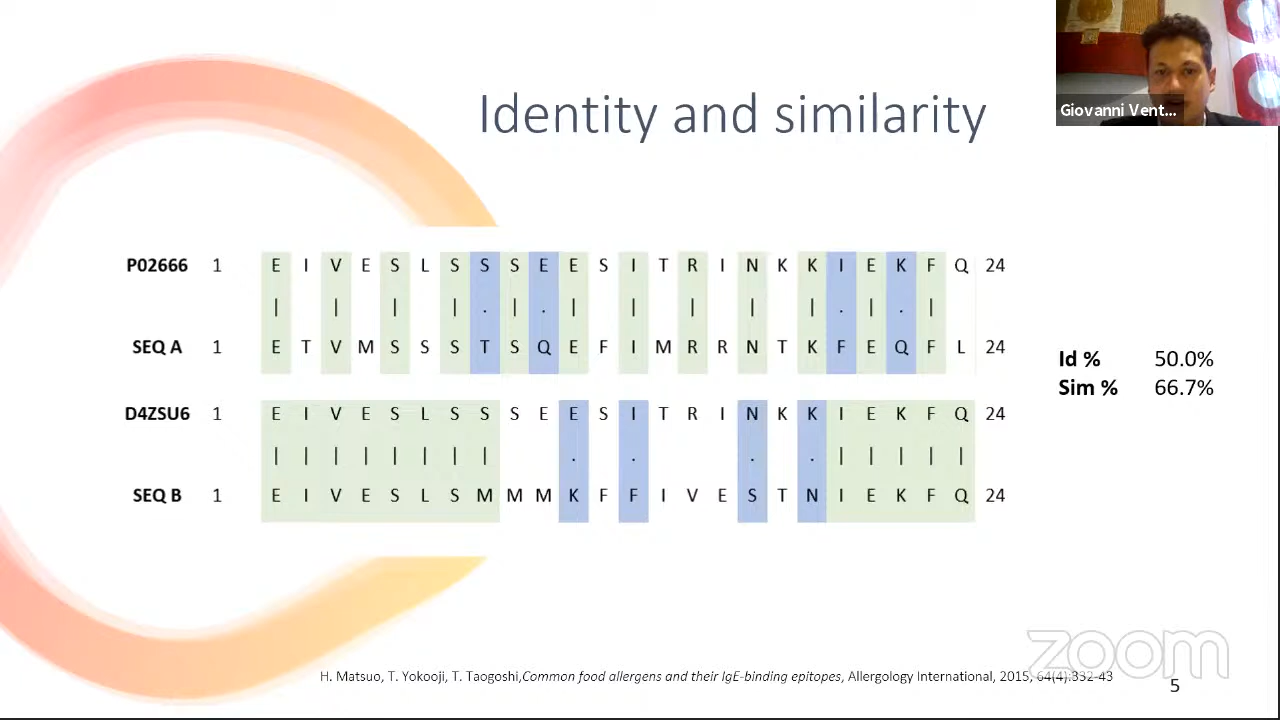 Identity and similarity
Giovanni Vent...
P02666 1 E I V E S L S S S E E S I T R I N K K I E K F Q 24
| | | | . | . | | | | | . | . |
SEQ A 1 E T V M S S S T S Q E F I M R R N T K F E Q F L 24
Id % 50.0%
Sim % 66.7%
D4ZSU6 1 E I V E S L S S S E E S I T R I N K K I E K F Q 24
| | | | | | | | . . . . | | | | |
SEQ B 1 E I V E S L S M M M K F F I V E S T N I E K F Q 24
zoom
H. Matsuo, T. Yokooji, T. Taogoshi,Common food allergens and their IgE-binding epitopes, Allergology International, 2015, 64(4):332-43
5